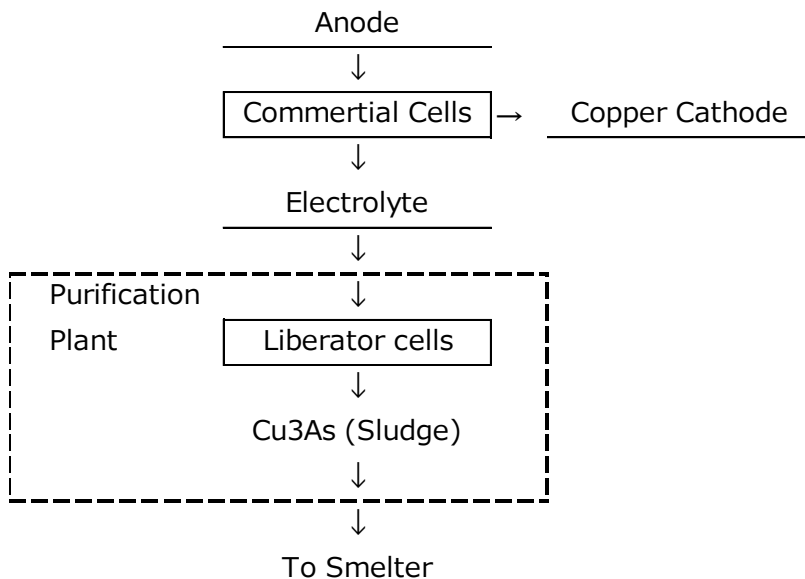 Anode
↓
Commertial Cells → Copper Cathode
↓
Electrolyte
↓
Purification ↓
Plant Liberator cells
↓
Cu3As (Sludge)
↓
↓
To Smelter